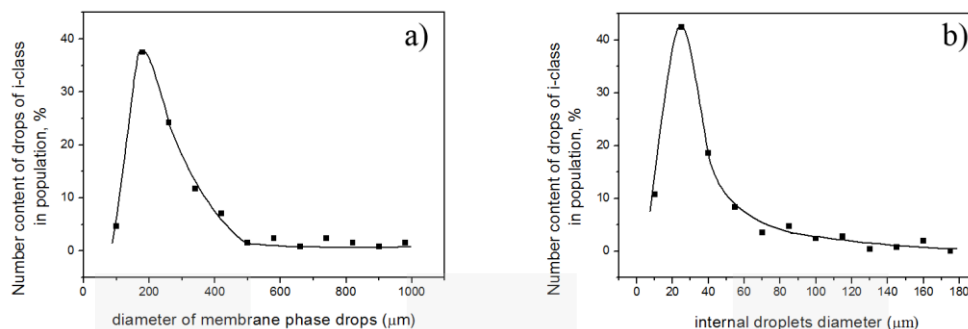 a)
Number content of drops of i-class
in population, %
40
30
20
10
0
0 200 400 600 800 1000
diameter of membrane phase drops (μm)
b)
Number content of drops of i-class
in population, %
40
30
20
10
0
0 20 40 60 80 100 120 140 160 180
internal droplets diameter (μm)